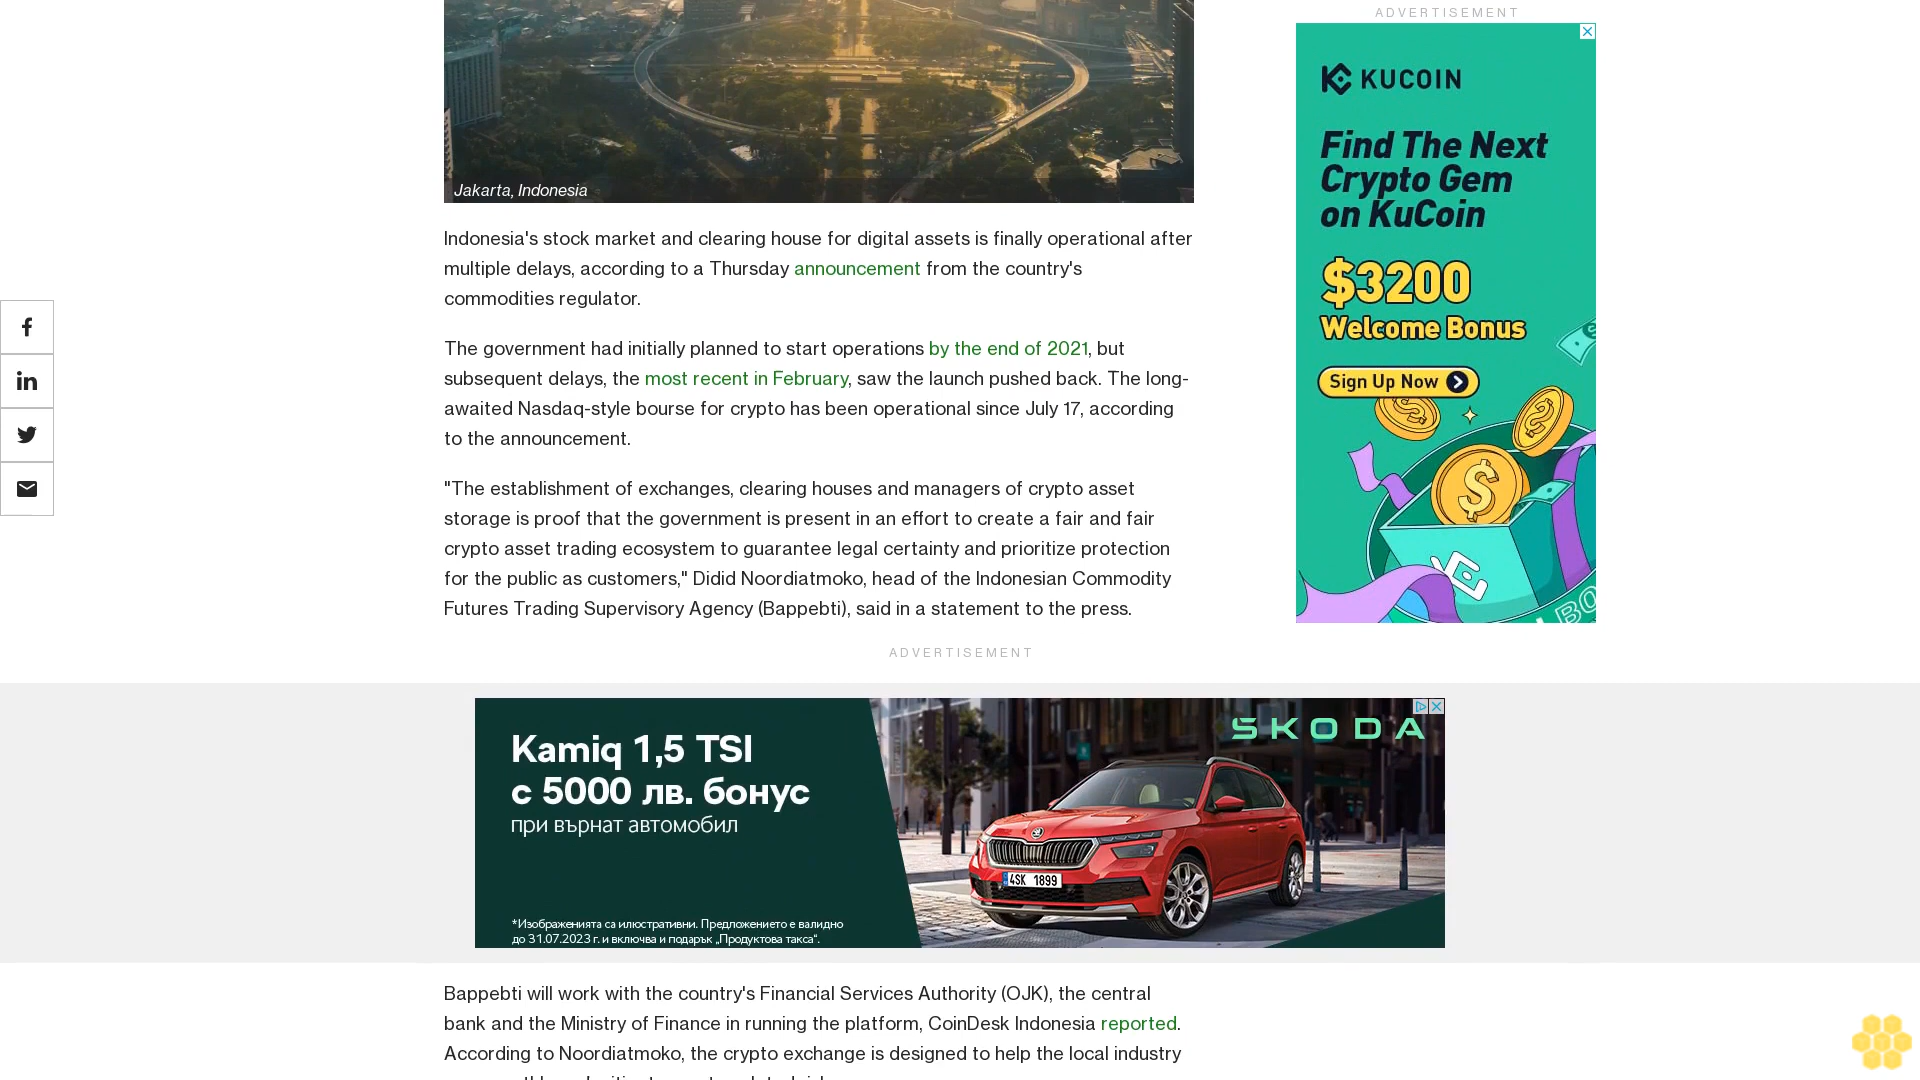 ADVERTISEMENT
KUCOIN
Find The Next
Crypto Gem
on KuCoin
$3200
Welcome Bonus
Sign Up Now
Jakarta, Indonesia
Indonesia's stock market and clearing house for digital assets is finally operational after
multiple delays, according to a Thursday announcement from the country's
commodities regulator.
The government had initially planned to start operations by the end of 2021, but
subsequent delays, the most recent in February, saw the launch pushed back. The long-
awaited Nasdaq-style bourse for crypto has been operational since July 17, according
to the announcement.
"The establishment of exchanges, clearing houses and managers of crypto asset
storage is proof that the government is present in an effort to create a fair and fair
crypto asset trading ecosystem to guarantee legal certainty and prioritize protection
for the public as customers," Didid Noordiatmoko, head of the Indonesian Commodity
Futures Trading Supervisory Agency (Bappebti), said in a statement to the press.
ADVERTISEMENT
Kamiq 1,5 TSI
с 5000 лв. бонус
при върнат автомобил
*Изображенията са илюстративни. Предложението е валидно
до 31.07.2023 г. и включва и подарък „Продуктова такса“.
SKODA
4SK 1899
Bappebti will work with the country's Financial Services Authority (OJK), the central
bank and the Ministry of Finance in running the platform, CoinDesk Indonesia reported.
According to Noordiatmoko, the crypto exchange is designed to help the local industry